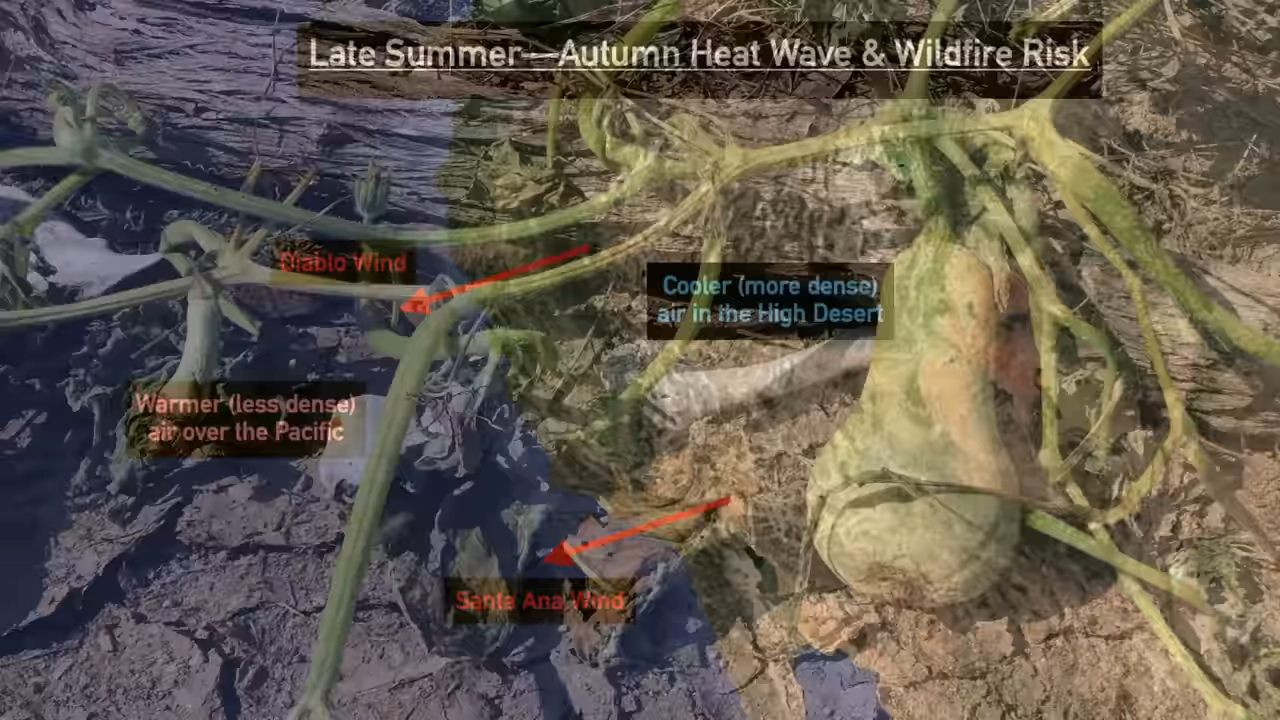 Late Summer—Autumn Heat Wave & Wildfire Risk
Diablo Wind
Cooler (more dense)
air in the High Desert
Warmer (less dense)
air over the Pacific
Santa Ana Wind